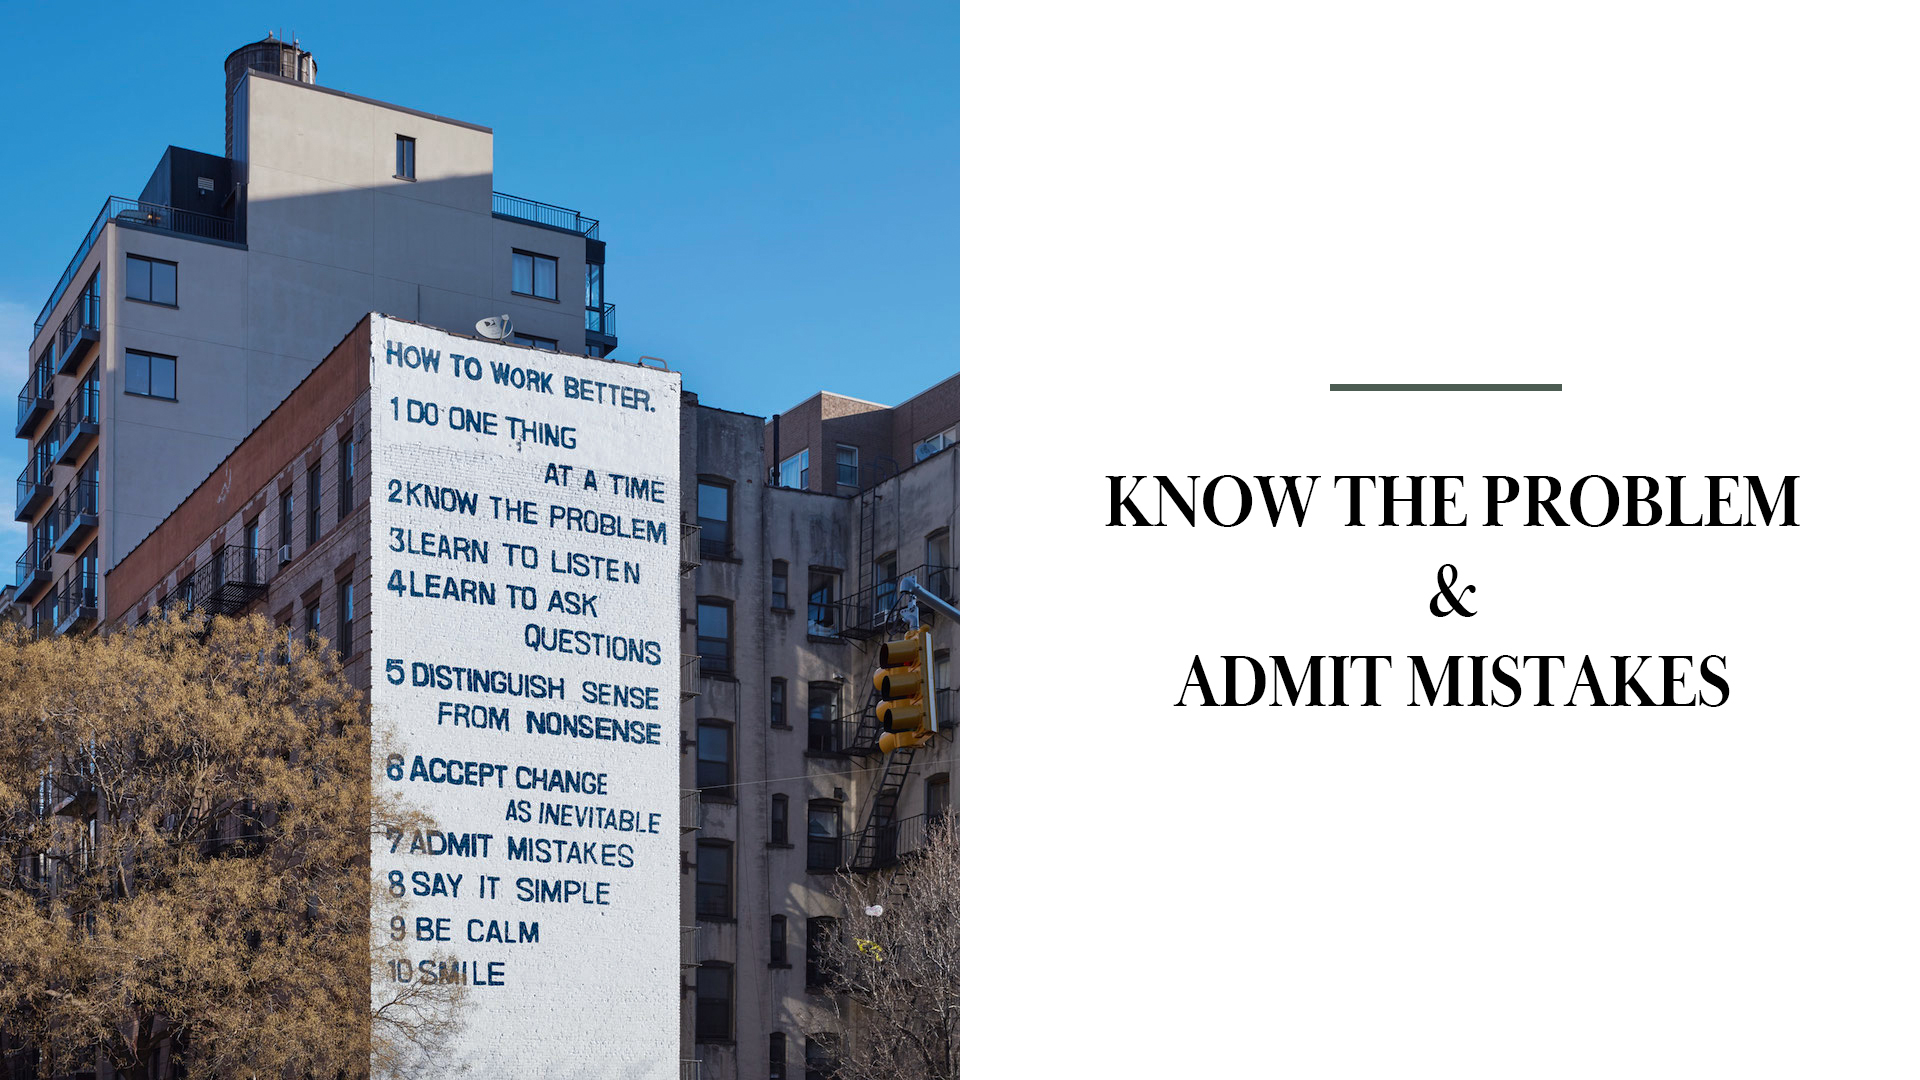 HOW TO WORK BETTER.
1 DO ONE THING
AT A TIME
2 KNOW THE PROBLEM
3 LEARN TO LISTEN
4 LEARN TO ASK
QUESTIONS
5 DISTINGUISH SENSE
FROM NONSENSE
6 ACCEPT CHANGE
AS INEVITABLE
7 ADMIT MISTAKES
8 SAY IT SIMPLE
9 BE CALM
10 SMILE
KNOW THE PROBLEM
&
ADMIT MISTAKES